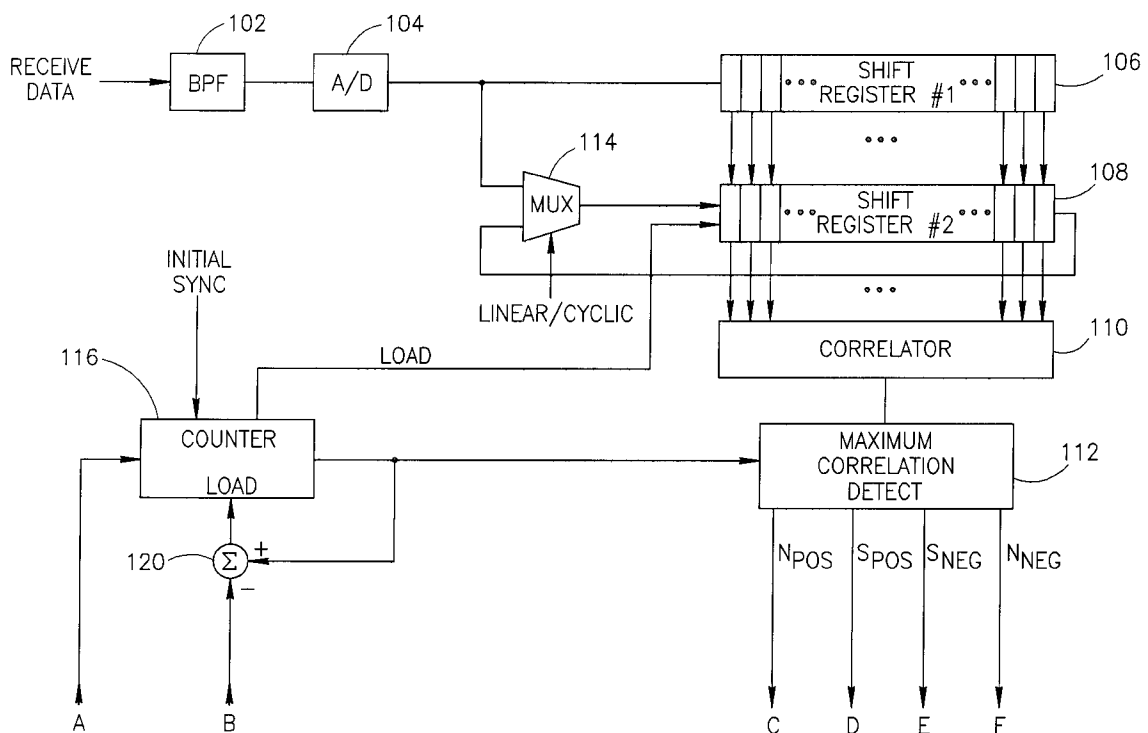 102
104
RECEIVE
DATA
BPF
A/D
SHIFT
REGISTER #1
106
114
MUX
SHIFT
REGISTER #2
108
INITIAL
SYNC
LINEAR/CYCLIC
LOAD
CORRELATOR
110
116
COUNTER
LOAD
MAXIMUM
CORRELATION
DETECT
112
120
Σ
+
−
NPOS
SPOS
SNEG
NNEG
A
B
C
D
E
F